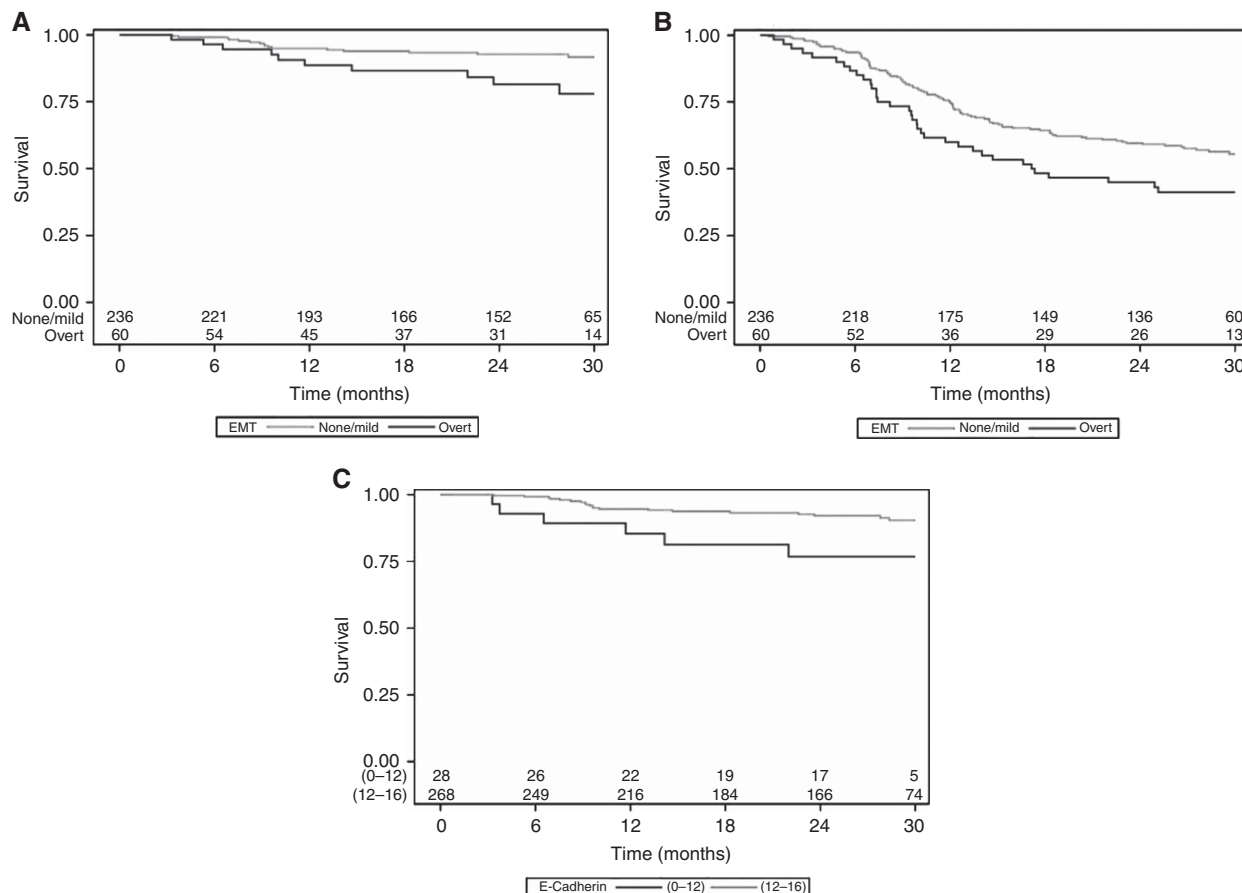 A
1.00
0.75
0.50
0.25
0.00
Survival
None/mild 236 221 193 166 152 65
Overt 60 54 45 37 31 14
0 6 12 18 24 30
Time (months)
EMT None/mild Overt
B
1.00
0.75
0.50
0.25
0.00
Survival
None/mild 236 218 175 149 136 60
Overt 60 52 36 29 26 13
0 6 12 18 24 30
Time (months)
EMT None/mild Overt
C
1.00
0.75
0.50
0.25
0.00
Survival
(0–12) 28 26 22 19 17 5
(12–16) 268 249 216 184 166 74
0 6 12 18 24 30
Time (months)
E-Cadherin (0–12) (12–16)